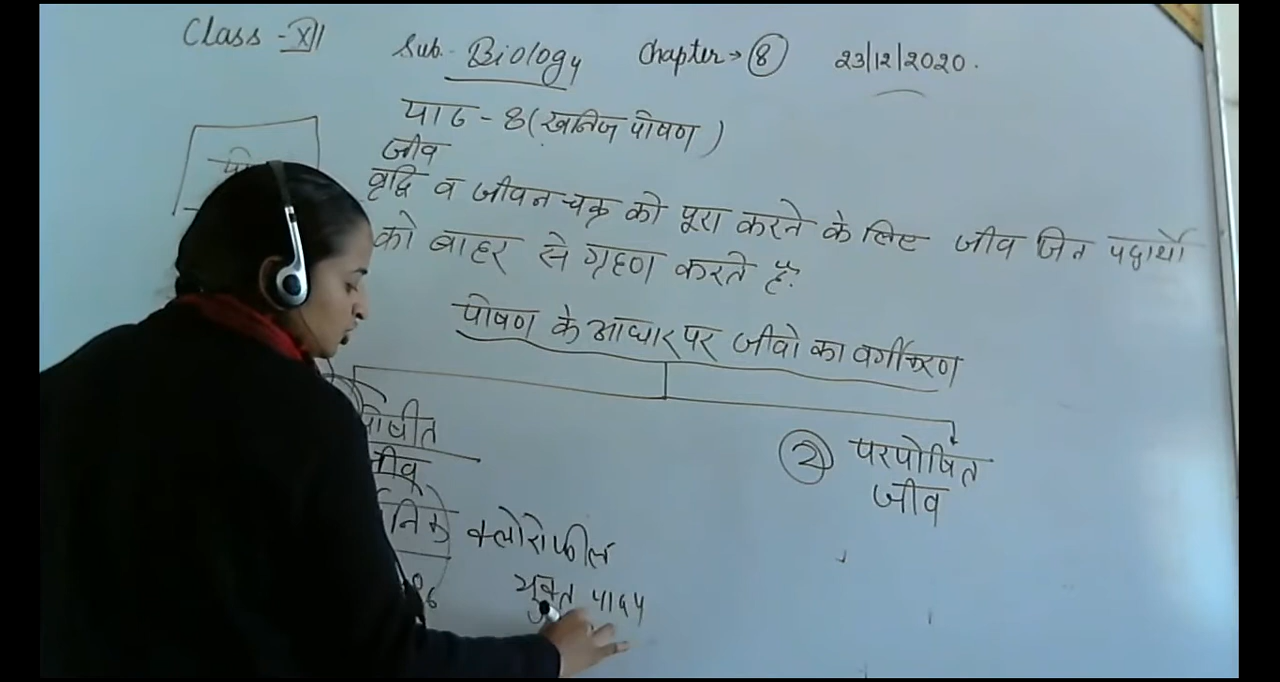 Class - XII Sub. Biology Chapter → 8 23/12/2020.
पाठ - 8 (खनिज पोषण)
जीव
वृद्धि व जीवन चक्र को पूरा करने के लिए जीव जिन पदार्थों
को बाहर से ग्रहण करते हैं
पोषण के आधार पर जीवो का वर्गीकरण
2 परपोषित
जीव
क्लोरोफील
युक्त पादप